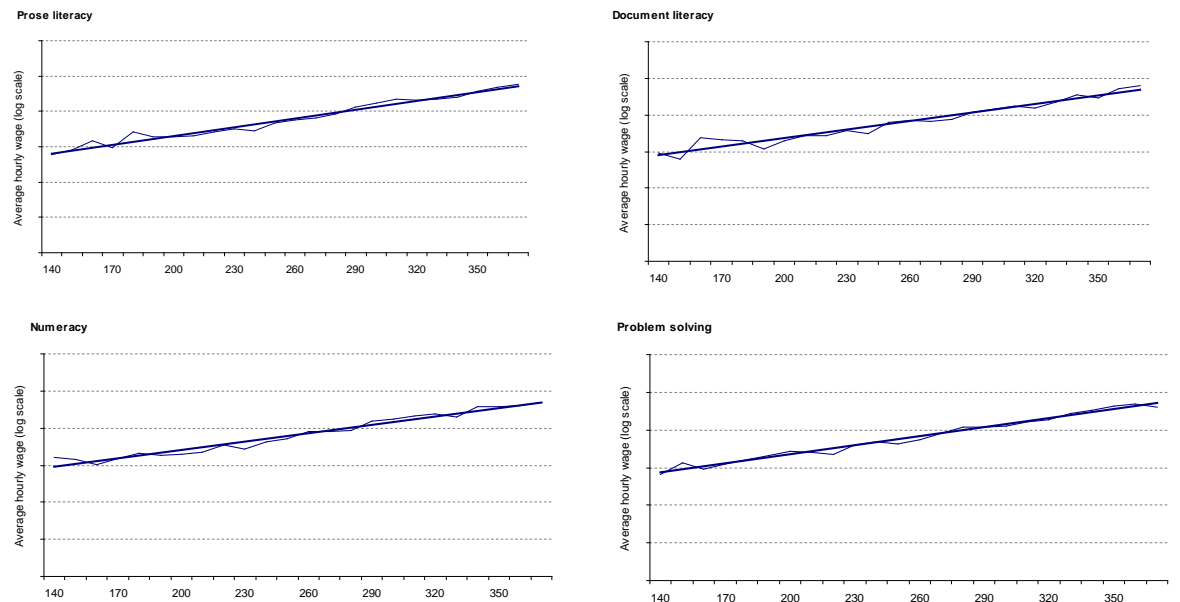 Prose literacy
Average hourly wage (log scale)
140 170 200 230 260 290 320 350
Document literacy
Average hourly wage (log scale)
140 170 200 230 260 290 320 350
Numeracy
Average hourly wage (log scale)
140 170 200 230 260 290 320 350
Problem solving
Average hourly wage (log scale)
140 170 200 230 260 290 320 350